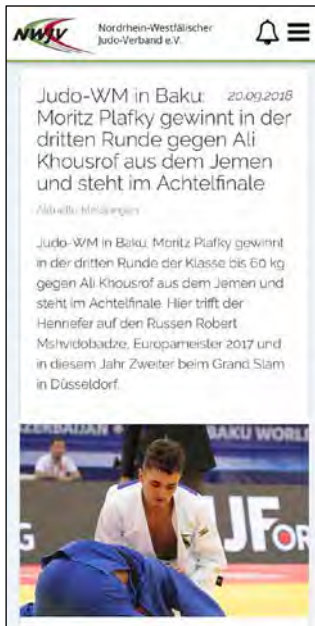 NWJV
Nordrhein-Westfälischer
Judo-Verband e.V.
Judo-WM in Baku: 20.09.2018
Moritz Plafky gewinnt in der
dritten Runde gegen Ali
Khousrof aus dem Jemen
und steht im Achtelfinale
Aktuelle Meldungen
Judo-WM in Baku: Moritz Plafky gewinnt
in der dritten Runde der Klasse bis 60 kg
gegen Ali Khousrof aus dem Jemen und
steht im Achtelfinale. Hier trifft der
Hennefer auf den Russen Robert
Mshvidobadze, Europameister 2017 und
in diesem Jahr Zweiter beim Grand Slam
in Düsseldorf.
ZERBAIJAN BAKU WORL
G IJFOR